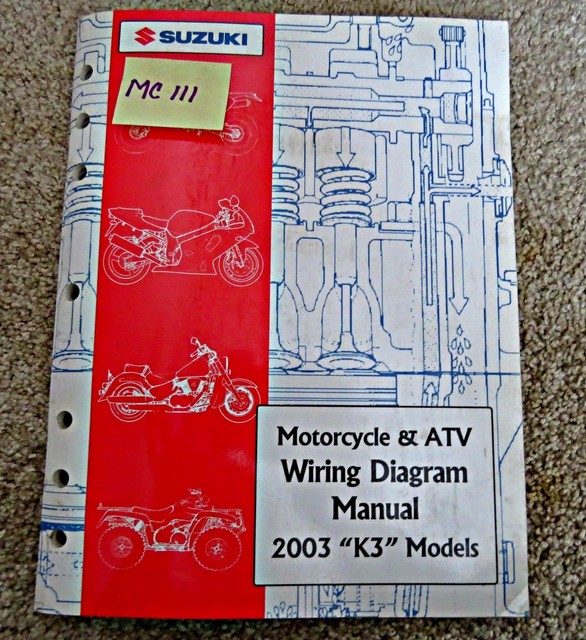 SUZUKI
MC 111
Motorcycle & ATV
Wiring Diagram
Manual
2003 "K3" Models